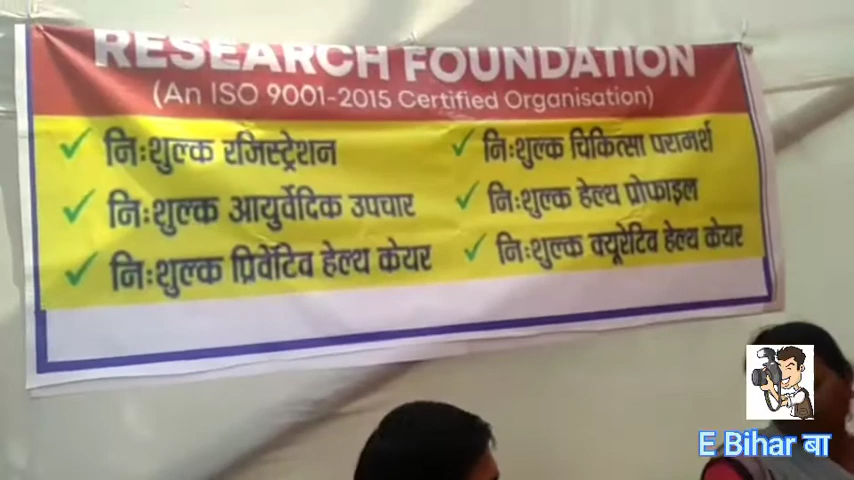 RESEARCH FOUNDATION
(An ISO 9001-2015 Certified Organisation)
✓ निःशुल्क रजिस्ट्रेशन ✓ निःशुल्क चिकित्सा परामर्श
✓ निःशुल्क आयुर्वेदिक उपचार ✓ निःशुल्क हेल्थ प्रोफाइल
✓ निःशुल्क प्रिवेंटिव हेल्थ केयर ✓ निःशुल्क क्यूरेटिव हेल्थ केयर
E Bihar बा